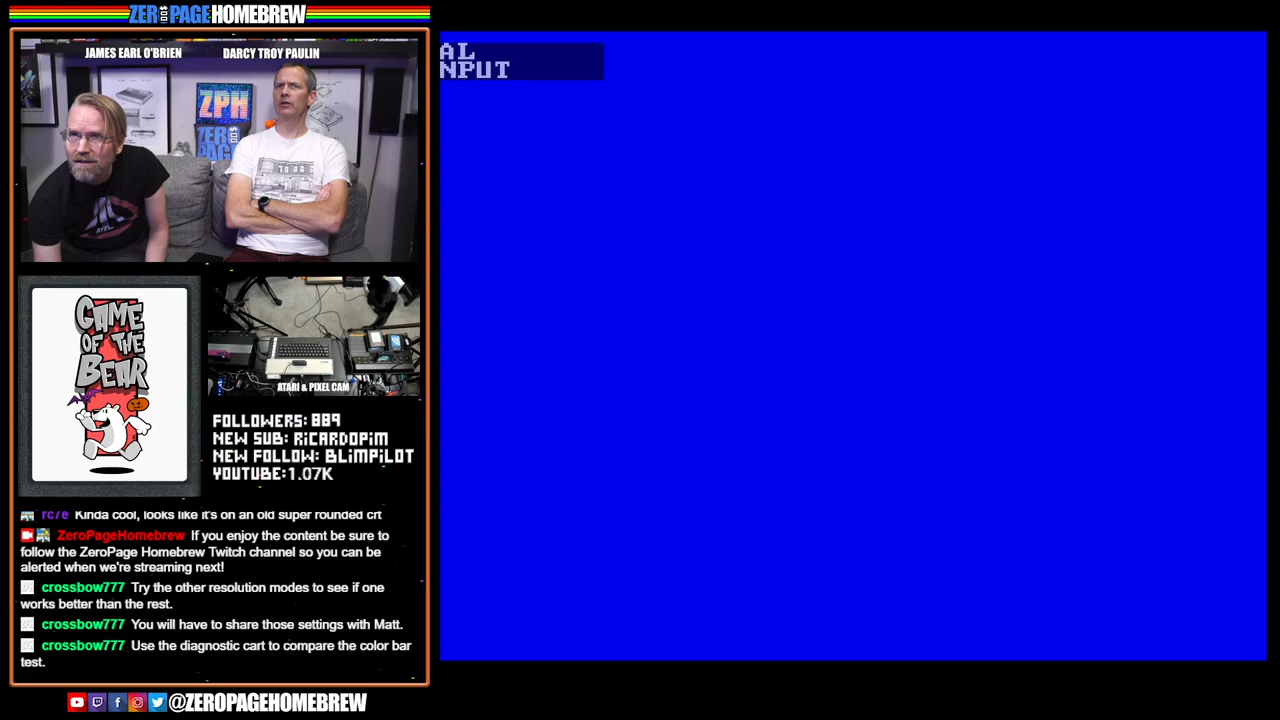 ZEROPAGE HOMEBREW
JAMES EARL O'BRIEN
DARCY TROY PAULIN
ZPH
ZERO
PAGE
AL
NPUT
GAME
OF THE
BEAR
ATARI & PIXEL CAM
FOLLOWERS: 889
NEW SUB: RiCARDOPiM
NEW FOLLOW: BLiMPiLOT
YOUTUBE:1.07K
rc7e Kinda cool, looks like it's on an old super rounded crt
ZeroPageHomebrew If you enjoy the content be sure to
follow the ZeroPage Homebrew Twitch channel so you can be
alerted when we're streaming next!
crossbow777 Try the other resolution modes to see if one
works better than the rest.
crossbow777 You will have to share those settings with Matt.
crossbow777 Use the diagnostic cart to compare the color bar
test.
@ZEROPAGEHOMEBREW